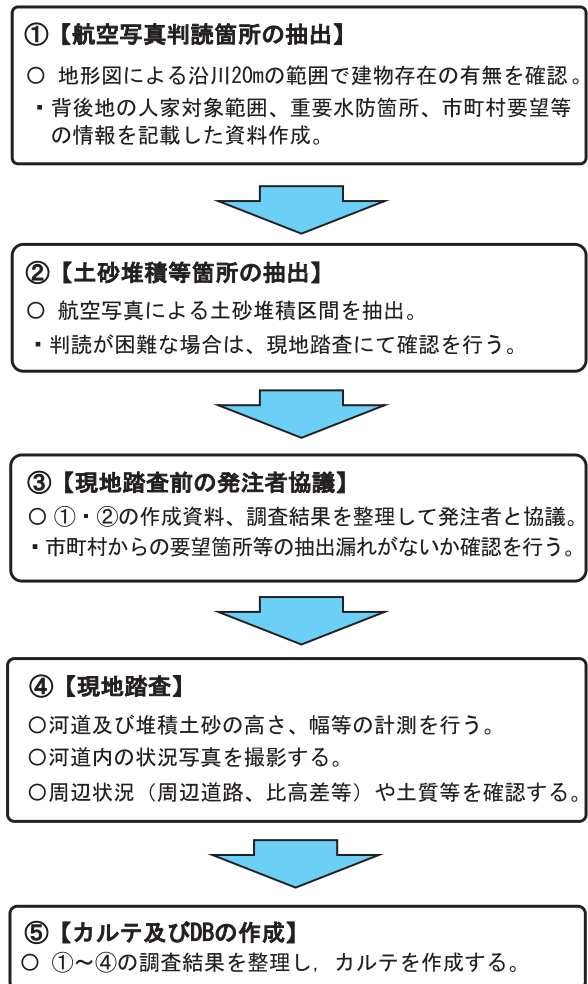 ①【航空写真判読箇所の抽出】
○ 地形図による沿川20mの範囲で建物存在の有無を確認。
・背後地の人家対象範囲、重要水防箇所、市町村要望等
の情報を記載した資料作成。
②【土砂堆積等箇所の抽出】
○ 航空写真による土砂堆積区間を抽出。
・判読が困難な場合は、現地踏査にて確認を行う。
③【現地踏査前の発注者協議】
○ ①・②の作成資料、調査結果を整理して発注者と協議。
・市町村からの要望箇所等の抽出漏れがないか確認を行う。
④【現地踏査】
○河道及び堆積土砂の高さ、幅等の計測を行う。
○河道内の状況写真を撮影する。
○周辺状況（周辺道路、比高差等）や土質等を確認する。
⑤【カルテ及びDBの作成】
○ ①～④の調査結果を整理し，カルテを作成する。